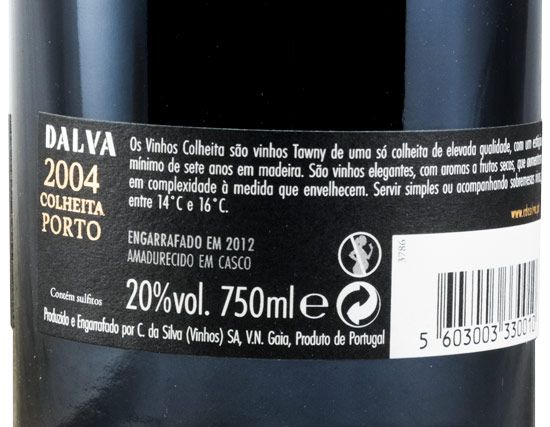 DALVA
2004
COLHEITA
PORTO
Os Vinhos Colheita são vinhos Tawny de uma só colheita de elevada qualidade, com um
mínimo de sete anos em madeira. São vinhos elegantes, com aromas a frutos secos, que
em complexidade à medida que envelhecem. Servir simples ou acompanhando sobremesas
entre 14°C e 16°C.
ENGARRAFADO EM 2012
AMADURECIDO EM CASCO
3786
Contém sulfitos
20%vol. 750ml e
Produzido e Engarrafado por C. da Silva (Vinhos) SA, V.N. Gaia, Produto de Portugal
5 603003 330010